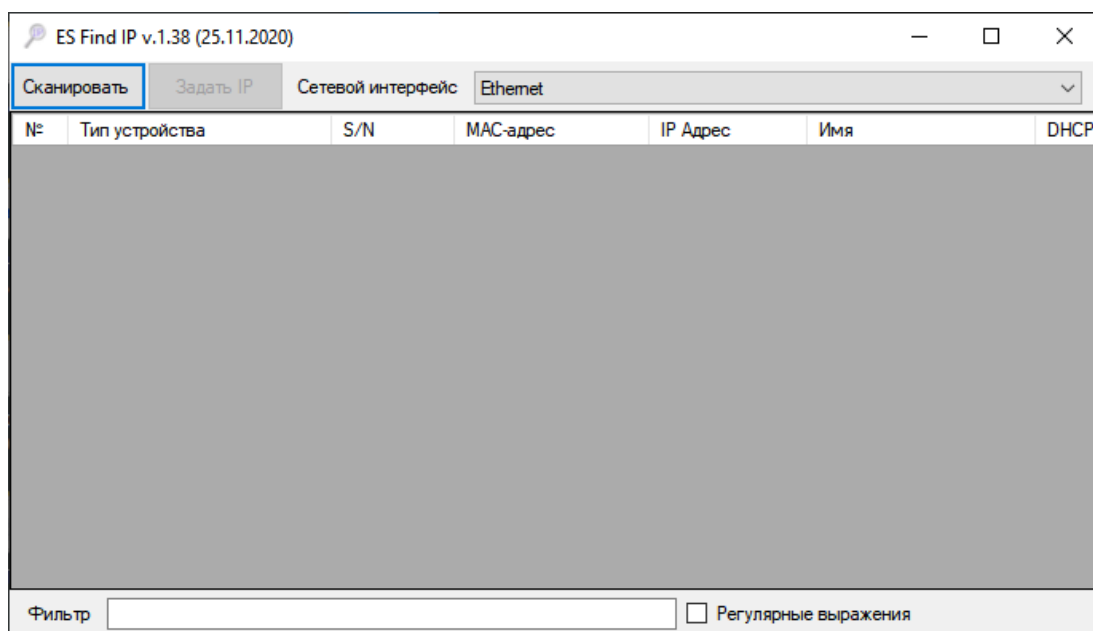 ES Find IP v.1.38 (25.11.2020)
Сканировать Задать IP Сетевой интерфейс Ethernet
№ Тип устройства S/N MAC-адрес IP Адрес Имя DHCP
Фильтр Регулярные выражения